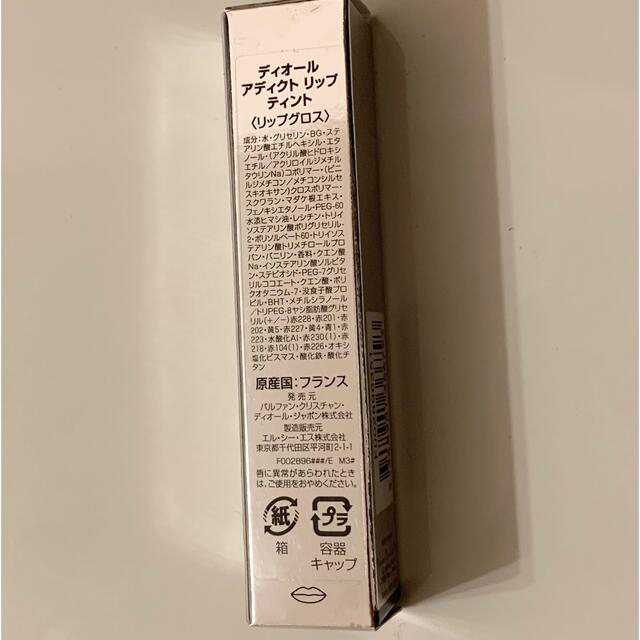 ディオール
アディクト リップ
ティント
〈リップグロス〉
成分:水・グリセリン・BG・ステ
アリン酸エチルヘキシル・エタ
ノール・(アクリル酸ヒドロキシ
エチル/アクリロイルジメチル
タウリンNa)コポリマー・(ビニ
ルジメチコン/メチコンシルセ
スキオキサン)クロスポリマー・
スクワラン・マダケ根エキス・
フェノキシエタノール・PEG-60
水添ヒマシ油・レシチン・トリイ
ソステアリン酸ポリグリセリル-
2・ポリソルベート60・トリイソス
テアリン酸トリメチロールプロ
パン・バニリン・香料・クエン酸
Na・イソステアリン酸ソルビタ
ン・ステビオシド・PEG-7グリセ
リルココエート・クエン酸・ポリ
クオタニウム-7・没食子酸プロ
ピル・BHT・メチルシラノール
/トリPEG-8ヤシ脂肪酸グリセ
リル(+/-)赤228・赤201・赤
202・黄5・赤227・黄4・青1・赤
223・水酸化Al・赤230(1)・赤
218・赤104(1)・赤226・オキシ
塩化ビスマス・酸化鉄・酸化チ
タン
原産国:フランス
発売元
パルファン・クリスチャン・
ディオール・ジャポン株式会社
製造販売元
エル・シー・エス株式会社
東京都千代田区平河町2-1-1
F002896###/E M3#
唇に異常があらわれたとき
は、ご使用をおやめください。
紙 プラ
箱 容器
キャップ